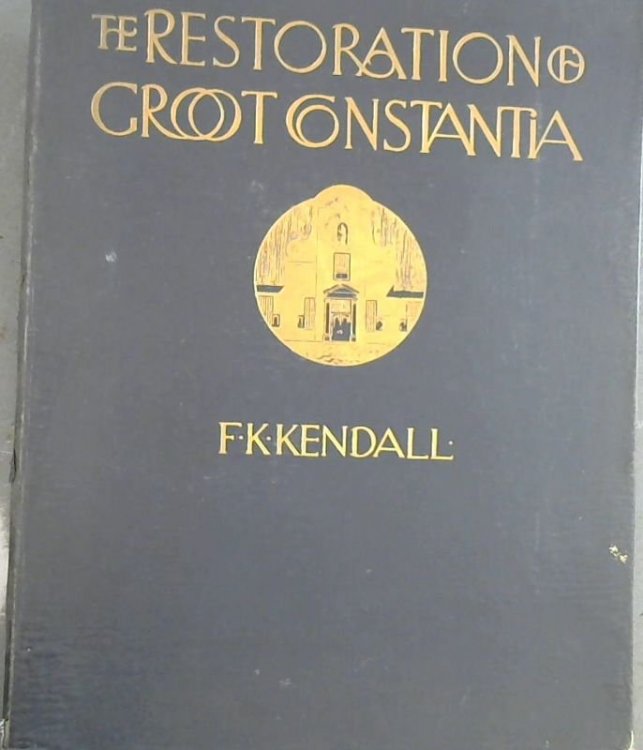 THE RESTORATION OF
GROOT CONSTANTIA
F·K·KENDALL·